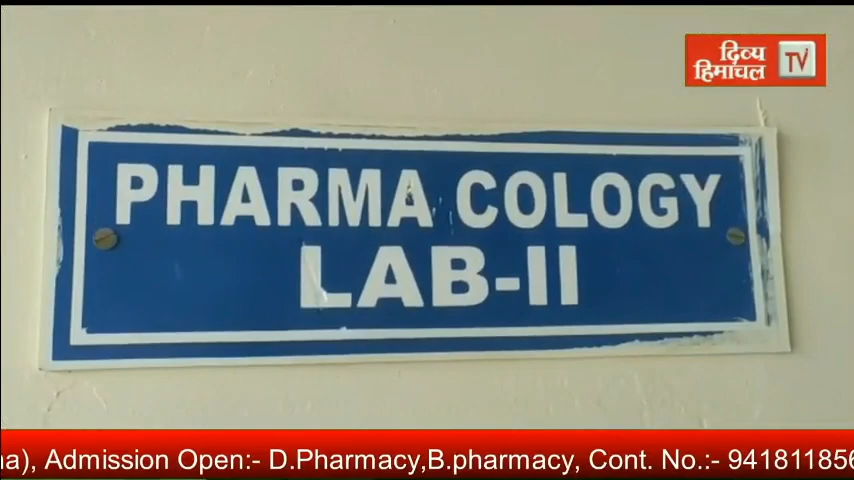 दिव्य
हिमाचल
TV
PHARMA COLOGY
LAB-II
Admission Open:- D.Pharmacy,B.pharmacy, Cont. No.:-